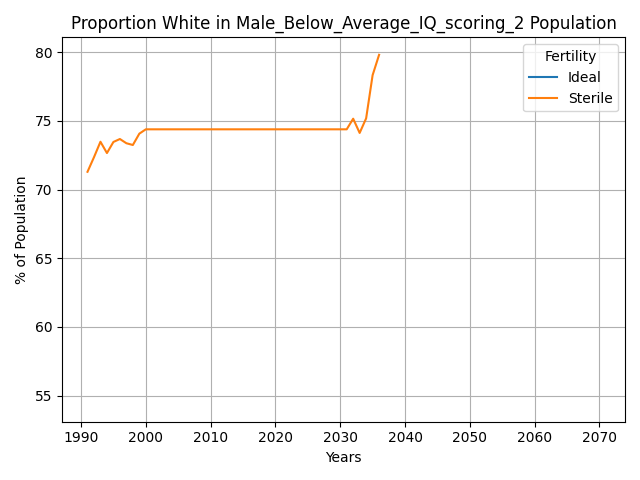 Proportion White in Male_Below_Average_IQ_scoring_2 Population
Fertility
Ideal
Sterile
% of Population
80
75
70
65
60
55
1990 2000 2010 2020 2030 2040 2050 2060 2070
Years